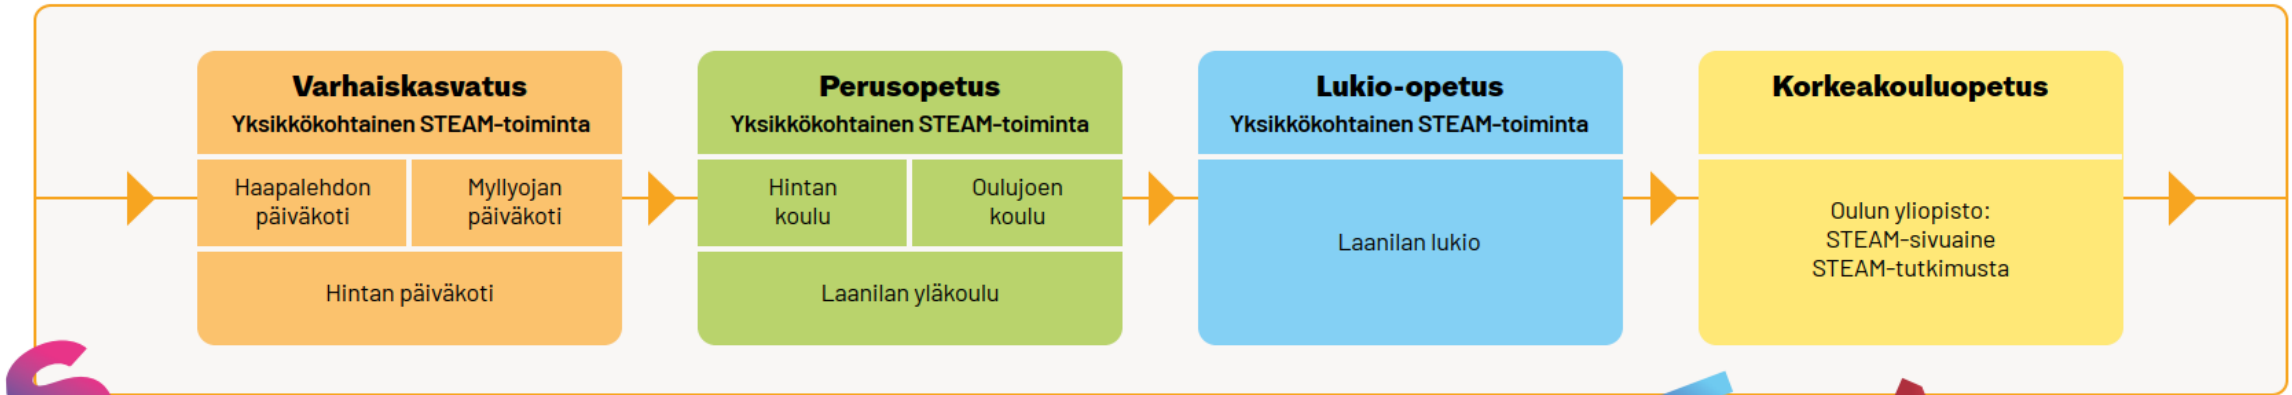 Varhaiskasvatus
Yksikkökohtainen STEAM-toiminta
Haapalehdon
päiväkoti
Myllyojan
päiväkoti
Hintan päiväkoti
Perusopetus
Yksikkökohtainen STEAM-toiminta
Hintan
koulu
Oulujoen
koulu
Laanilan yläkoulu
Lukio-opetus
Yksikkökohtainen STEAM-toiminta
Laanilan lukio
Korkeakouluopetus
Oulun yliopisto:
STEAM-sivuaine
STEAM-tutkimusta